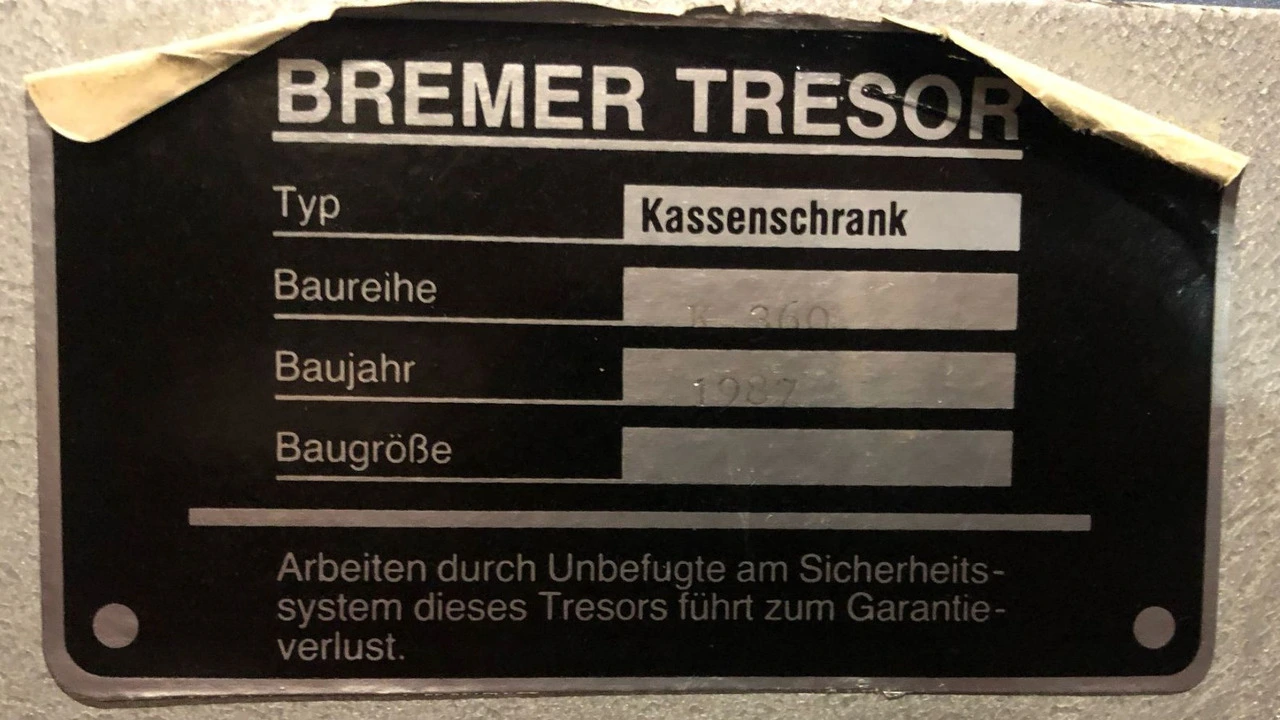 BREMER TRESOR
Typ Kassenschrank
Baureihe K 360
Baujahr 1987
Baugröße
Arbeiten durch Unbefugte am Sicherheits-
system dieses Tresors führt zum Garantie-
verlust.